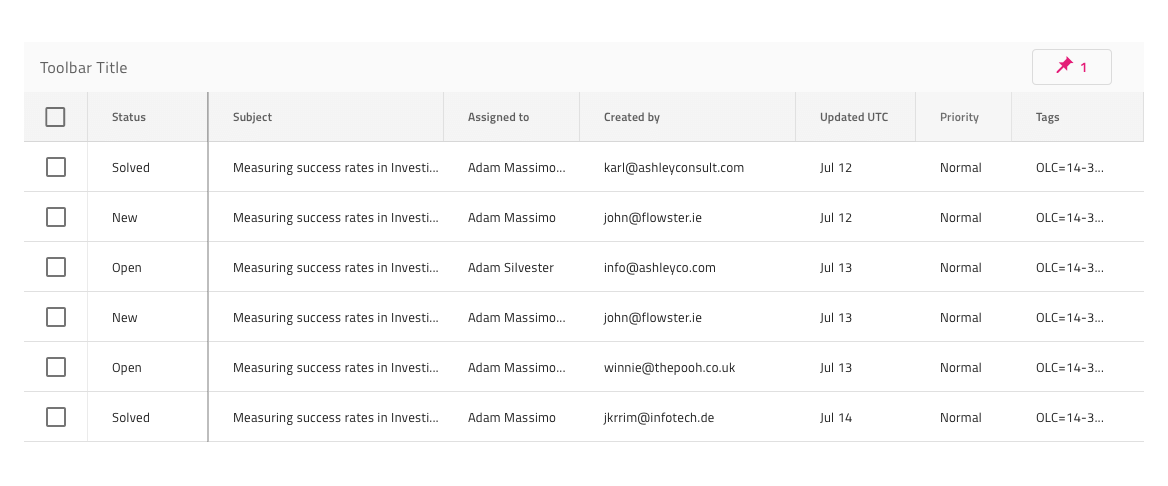 Toolbar Title 1
Status Subject Assigned to Created by Updated UTC Priority Tags
Solved Measuring success rates in Investi... Adam Massimo... karl@ashleyconsult.com Jul 12 Normal OLC=14-3...
New Measuring success rates in Investi... Adam Massimo john@flowster.ie Jul 12 Normal OLC=14-3...
Open Measuring success rates in Investi... Adam Silvester info@ashleyco.com Jul 13 Normal OLC=14-3...
New Measuring success rates in Investi... Adam Massimo... john@flowster.ie Jul 13 Normal OLC=14-3...
Open Measuring success rates in Investi... Adam Massimo... winnie@thepooh.co.uk Jul 13 Normal OLC=14-3...
Solved Measuring success rates in Investi... Adam Massimo jkrrim@infotech.de Jul 14 Normal OLC=14-3...